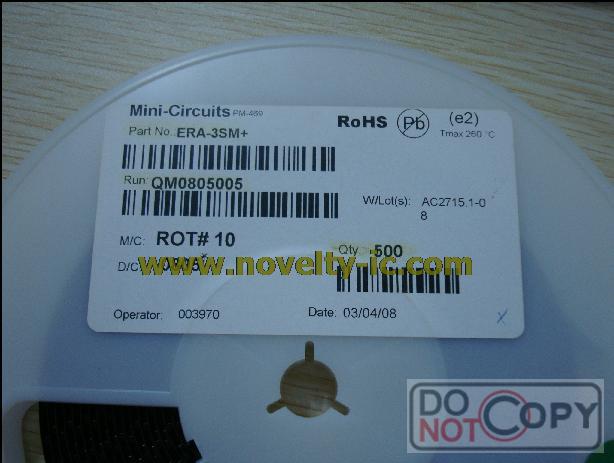 Mini-Circuits PM-469
RoHS Pb (e2)
Tmax 260 °C
Part No.: ERA-3SM+
Run: QM0805005
W/Lot(s): AC2715.1-0
8
M/C: ROT# 10
Qty.: 500
D/C
www.novelty-ic.com
Operator: 003970 Date: 03/04/08
DO NOT COPY